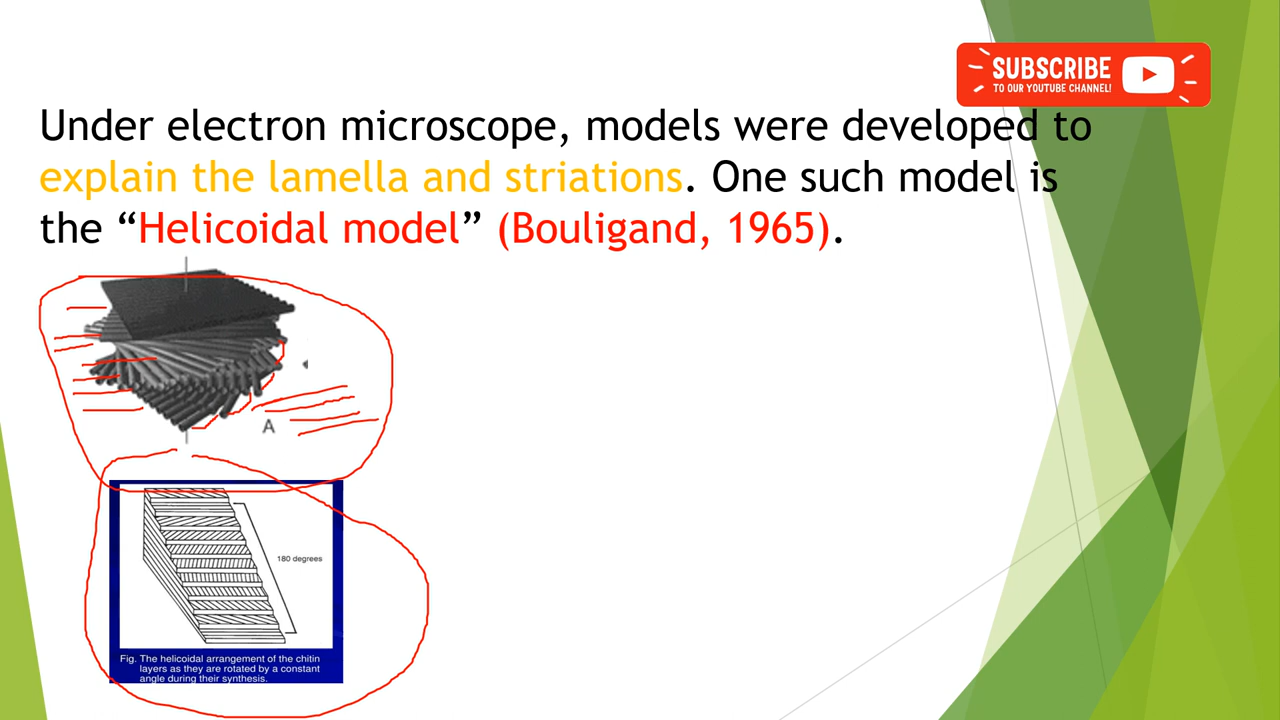 SUBSCRIBE
TO OUR YOUTUBE CHANNEL!
Under electron microscope, models were developed to
explain the lamella and striations. One such model is
the “Helicoidal model” (Bouligand, 1965).
A
180 degrees
Fig. The helicoidal arrangement of the chitin
layers as they are rotated by a constant
angle during their synthesis.